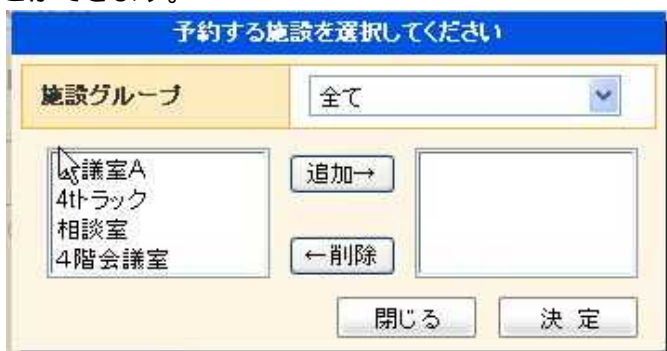 予約する施設を選択してください
施設グループ
全て
議室A
4tトラック
相談室
4階会議室
追加→
←削除
閉じる
決 定